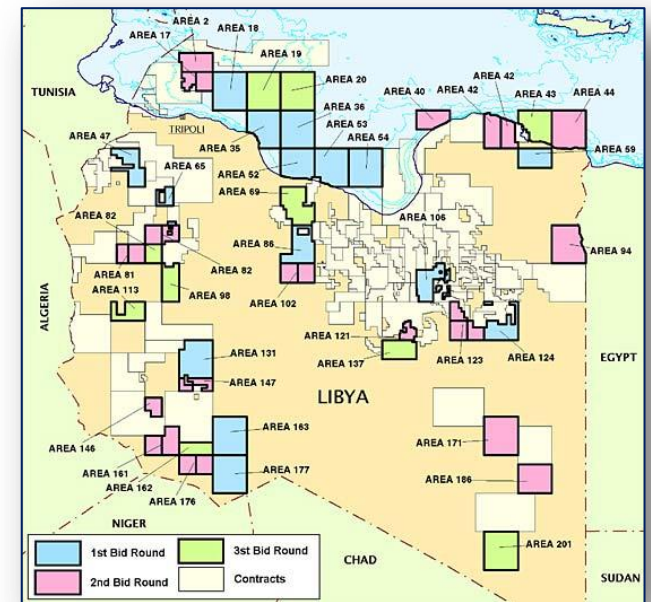 AREA 2
AREA 17
AREA 18
AREA 19
AREA 20
AREA 42
AREA 40
AREA 42
AREA 43
AREA 44
TUNISIA
AREA 36
AREA 53
AREA 54
TRIPOLI
AREA 47
AREA 35
AREA 65
AREA 52
AREA 59
AREA 69
AREA 82
AREA 106
AREA 86
AREA 94
AREA 81
AREA 82
AREA 113
AREA 98
AREA 102
ALGERIA
AREA 121
AREA 137
AREA 123
AREA 124
AREA 131
EGYPT
AREA 147
LIBYA
AREA 163
AREA 146
AREA 171
AREA 161
AREA 162
AREA 176
AREA 177
AREA 186
NIGER
AREA 201
CHAD
SUDAN
1st Bid Round
3st Bid Round
2nd Bid Round
Contracts